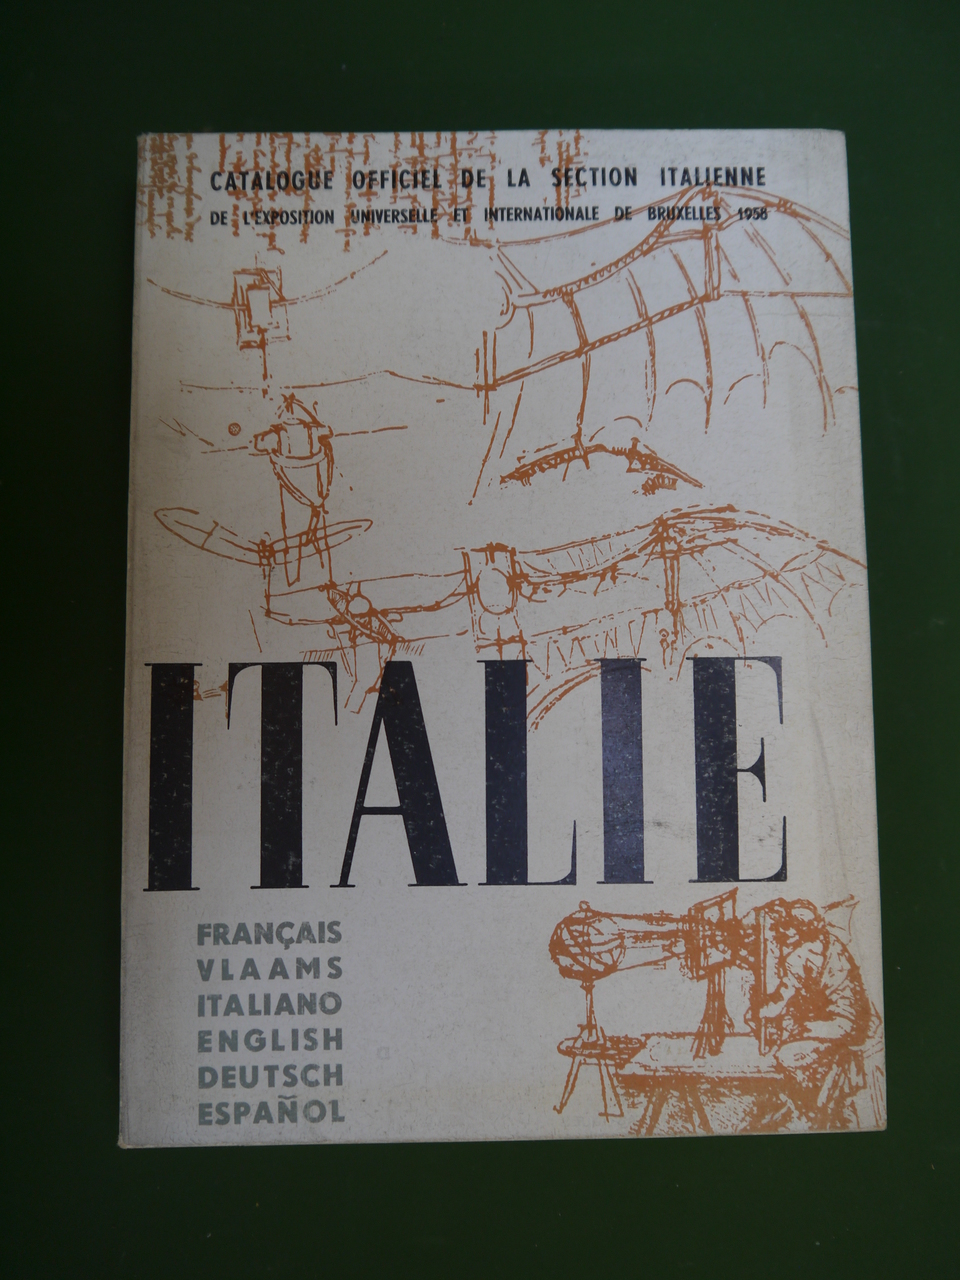 CATALOGUE OFFICIEL DE LA SECTION ITALIENNE
DE L'EXPOSITION UNIVERSELLE ET INTERNATIONALE DE BRUXELLES 1958
ITALIE
FRANÇAIS
VLAAMS
ITALIANO
ENGLISH
DEUTSCH
ESPAÑOL